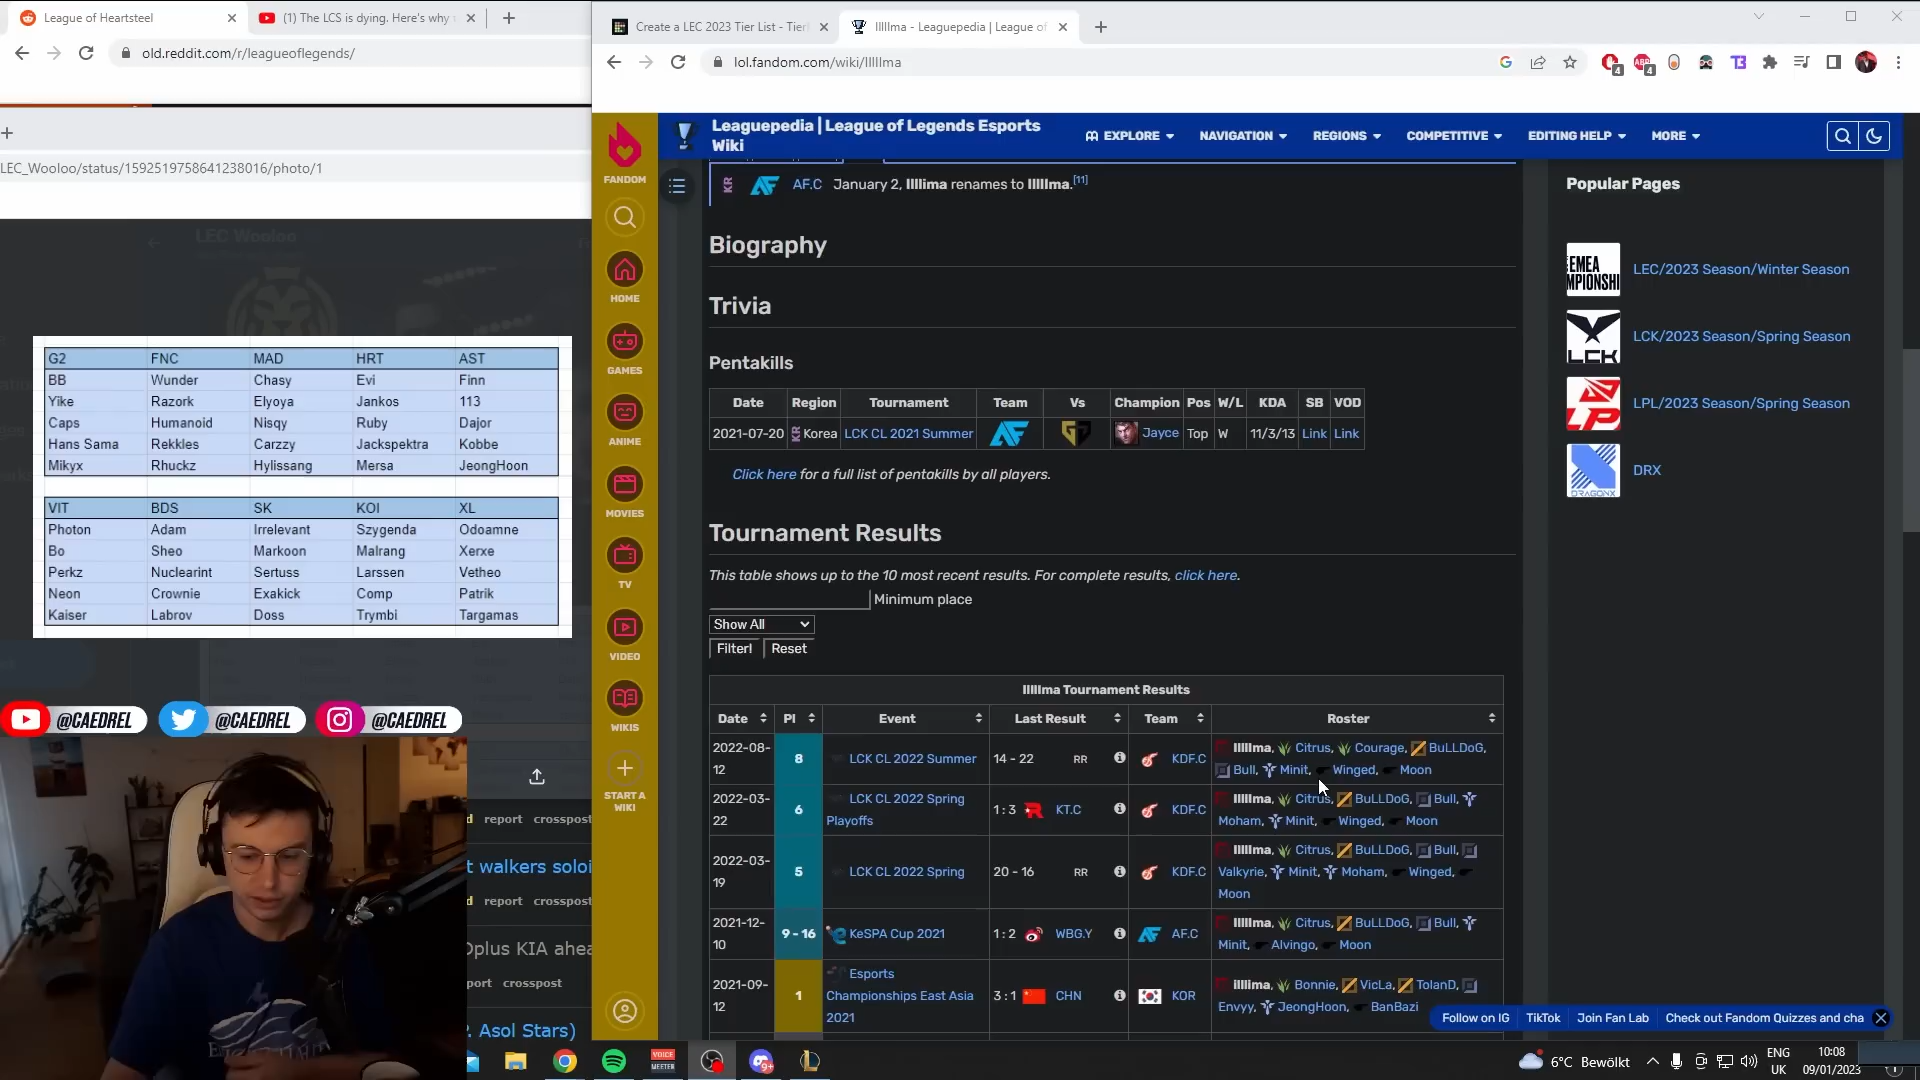 League of Heartsteel
(1) The LCS is dying. Here's why
old.reddit.com/r/leagueoflegends/
LEC_Wooloo/status/1592519758641238016/photo/1
LEC Wooloo
G2 FNC MAD HRT AST
BB Wunder Chasy Evi Finn
Yike Razork Elyoya Jankos 113
Caps Humanoid Nisqy Ruby Dajor
Hans Sama Rekkles Carzzy Jackspektra Kobbe
Mikyx Rhuckz Hylissang Mersa JeongHoon
VIT BDS SK KOI XL
Photon Adam Irrelevant Szygenda Odoamne
Bo Sheo Markoon Malrang Xerxe
Perkz Nuclearint Sertuss Larssen Vetheo
Neon Crownie Exakick Comp Patrik
Kaiser Labrov Doss Trymbi Targamas
@CAEDREL @CAEDREL @CAEDREL
d report crosspost
t walkers soloi
d report crosspos
Dplus KIA ahea
port crosspost
2. Asol Stars)
Create a LEC 2023 Tier List - Tier
lllllma - Leaguepedia | League of
lol.fandom.com/wiki/lllllma
4
4
FANDOM
HOME
GAMES
ANIME
MOVIES
TV
VIDEO
WIKIS
START A
WIKI
Leaguepedia | League of Legends Esports
Wiki
EXPLORE NAVIGATION REGIONS COMPETITIVE EDITING HELP MORE
KR AF.C January 2, lllllima renames to lllllma.[11]
Biography
Trivia
Pentakills
Date Region Tournament Team Vs Champion Pos W/L KDA SB VOD
2021-07-20 KR Korea LCK CL 2021 Summer Jayce Top W 11/3/13 Link Link
Click here for a full list of pentakills by all players.
Tournament Results
This table shows up to the 10 most recent results. For complete results, click here.
Minimum place
Show All
Filter! Reset
lllllma Tournament Results
Date Pl Event Last Result Team Roster
2022-08-12 8 LCK CL 2022 Summer 14 - 22 RR KDF.C lllllma, Citrus, Courage, BuLLDoG, Bull, Minit, Winged, Moon
2022-03-22 6 LCK CL 2022 Spring Playoffs 1 : 3 KT.C KDF.C lllllma, Citrus, BuLLDoG, Bull, Moham, Minit, Winged, Moon
2022-03-19 5 LCK CL 2022 Spring 20 - 16 RR KDF.C lllllma, Citrus, BuLLDoG, Bull, Valkyrie, Minit, Moham, Winged, Moon
2021-12-10 9 - 16 KeSPA Cup 2021 1 : 2 WBG.Y AF.C lllllma, Citrus, BuLLDoG, Bull, Minit, Alvingo, Moon
2021-09-12 1 Esports Championships East Asia 2021 3 : 1 CHN KOR lllllma, Bonnie, VicLa, TolanD, Envyy, JeongHoon, BanBazi
Popular Pages
LEC/2023 Season/Winter Season
LCK/2023 Season/Spring Season
LCK
LPL/2023 Season/Spring Season
DRX
DRAGONX
Follow on IG TikTok Join Fan Lab Check out Fandom Quizzes and cha
VOICE
MEETER
9+
6°C Bewölkt
ENG
UK
10:08
09/01/2023